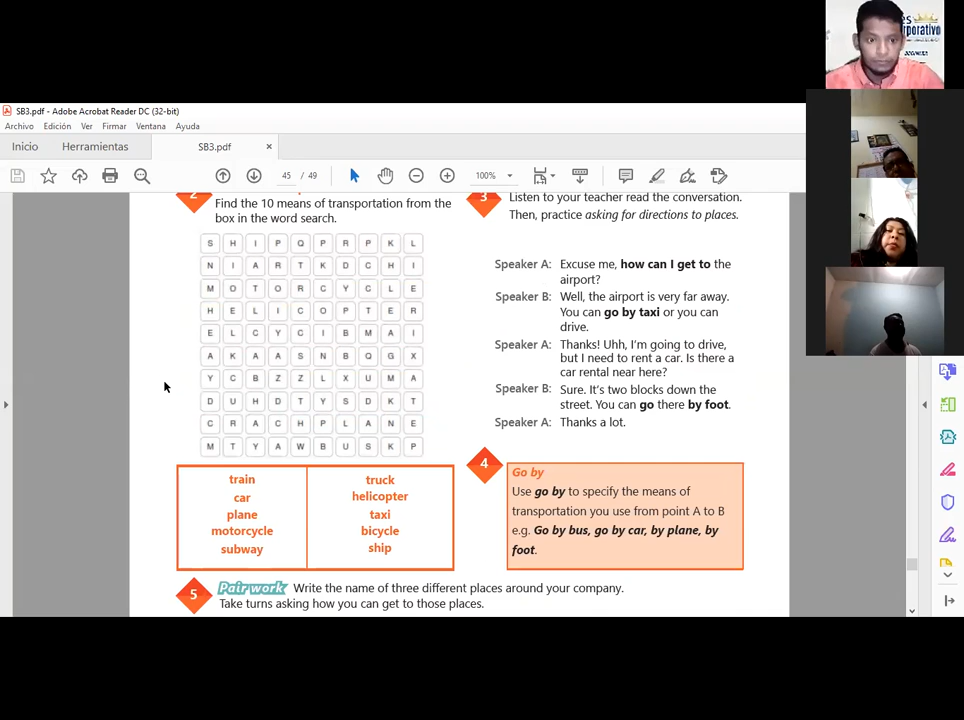 es
corporativo
SB3.pdf - Adobe Acrobat Reader DC (32-bit)
Archivo Edición Ver Firmar Ventana Ayuda
Inicio Herramientas SB3.pdf ×
45 / 49 100%
2
Find the 10 means of transportation from the
box in the word search.
S H I P Q P R P K L
N I A R T K D C H I
M O T O R C Y C L E
H E L I C O P T E R
E L C Y C I B M A I
A K A A S N B Q G X
Y C B Z Z L X U M A
D U H D T Y S D K T
C R A C H P L A N E
M T Y A W B U S K P
train truck
car helicopter
plane taxi
motorcycle bicycle
subway ship
3
Listen to your teacher read the conversation.
Then, practice asking for directions to places.
Speaker A: Excuse me, how can I get to the
airport?
Speaker B: Well, the airport is very far away.
You can go by taxi or you can
drive.
Speaker A: Thanks! Uhh, I'm going to drive,
but I need to rent a car. Is there a
car rental near here?
Speaker B: Sure. It's two blocks down the
street. You can go there by foot.
Speaker A: Thanks a lot.
4
Go by
Use go by to specify the means of
transportation you use from point A to B
e.g. Go by bus, go by car, by plane, by
foot.
5 Pair work Write the name of three different places around your company.
Take turns asking how you can get to those places.